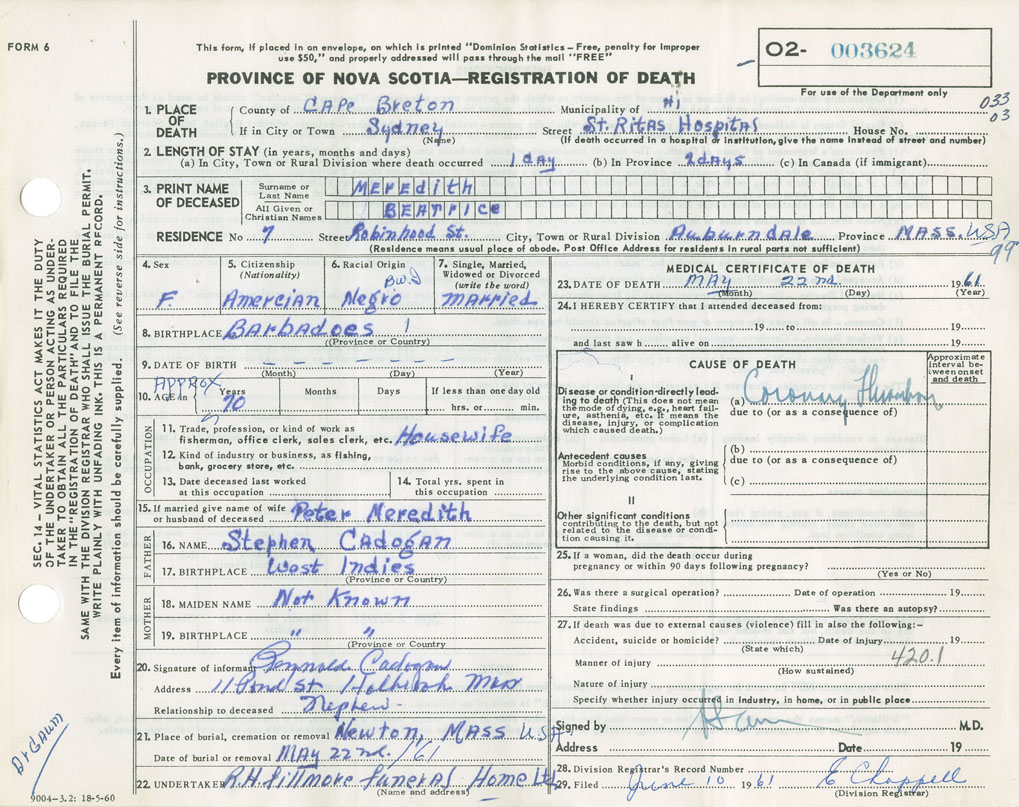 FORM 6
This form, if placed in an envelope, on which is printed "Dominion Statistics – Free, penalty for improper
use $50," and properly addressed will pass through the mail "FREE"
PROVINCE OF NOVA SCOTIA—REGISTRATION OF DEATH
O2- 003624
For use of the Department only
033
03
1. PLACE OF DEATH
County of CAPe Breton Municipality of #1
If in City or Town Sydney Street St. Ritas Hospital House No.
(Name) (If death occurred in a hospital or institution, give the name instead of street and number)
2. LENGTH OF STAY (in years, months and days)
(a) In City, Town or Rural Division where death occurred 1 day (b) In Province 2 days (c) In Canada (if immigrant)
3. PRINT NAME OF DECEASED
Surname or Last Name MEREDITH
All Given or Christian Names BEATRICE
RESIDENCE No 7 Street Robinhood St. City, Town or Rural Division Auburndale Province MASS. USA
(Residence means usual place of abode. Post Office Address for residents in rural parts not sufficient)
99
4. Sex F.
5. Citizenship (Nationality) Amercian
6. Racial Origin Negro
7. Single, Married, Widowed or Divorced (write the word) Married
8. BIRTHPLACE BARBADOES
(Province or Country)
9. DATE OF BIRTH – – – – – – –
(Month) (Day) (Year)
10. AGE in APPROX Years 70 Months Days If less than one day old
hrs. or min.
OCCUPATION
11. Trade, profession, or kind of work as
fisherman, office clerk, sales clerk, etc. Housewife
12. Kind of industry or business, as fishing,
bank, grocery store, etc.
13. Date deceased last worked
at this occupation
14. Total yrs. spent in
this occupation
15. If married give name of wife
or husband of deceased Peter Meredith
FATHER
16. NAME Stephen CADOGAN
17. BIRTHPLACE West Indies
(Province or Country)
MOTHER
18. MAIDEN NAME Not Known
19. BIRTHPLACE " "
(Province or Country
20. Signature of informant Cadogan
Address 11 Pond St Mass
Relationship to deceased Nephew
21. Place of burial, cremation or removal Newton, MASS USA
Date of burial or removal MAY 22nd /61
22. UNDERTAKER Funeral Home Ltd
(Name and address)
MEDICAL CERTIFICATE OF DEATH
23. DATE OF DEATH MAY 22nd 1961
(Month) (Day) (Year)
24. I HEREBY CERTIFY that I attended deceased from:
19 to 19
and last saw h alive on 19
CAUSE OF DEATH
Approximate interval between onset and death
I
Disease or condition directly leading to death (This does not mean
the mode of dying, e.g., heart failure, asthenia, etc. It means the
disease, injury, or complication
which caused death.)
(a) Coronary
due to (or as a consequence of)
Antecedent causes
Morbid conditions, if any, giving
rise to the above cause, stating
the underlying condition last.
(b)
due to (or as a consequence of)
(c)
II
Other significant conditions
contributing to the death, but not
related to the disease or condition causing it.
25. If a woman, did the death occur during
pregnancy or within 90 days following pregnancy?
(Yes or No)
26. Was there a surgical operation? Date of operation 19
State findings Was there an autopsy?
27. If death was due to external causes (violence) fill in also the following:–
Accident, suicide or homicide? Date of injury 19
(State which)
420.1
Manner of injury
(How sustained)
Nature of injury
Specify whether injury occurred in industry, in home, or in public place
Signed by M.D.
Address Date 19
28. Division Registrar's Record Number
29. Filed June 10 1961 E Chappell
(Division Registrar)
SEC. 14 – VITAL STATISTICS ACT MAKES IT THE DUTY
OF THE UNDERTAKER OR PERSON ACTING AS UNDER-
TAKER TO OBTAIN ALL THE PARTICULARS REQUIRED
IN THE "REGISTRATION OF DEATH" AND TO FILE THE
SAME WITH THE DIVISION REGISTRAR WHO SHALL ISSUE THE BURIAL PERMIT.
WRITE PLAINLY WITH UNFADING INK. THIS IS A PERMANENT RECORD.
Every item of information should be carefully supplied. (See reverse side for instructions.)
Dr Gaum
9004–3.2: 18-5-60